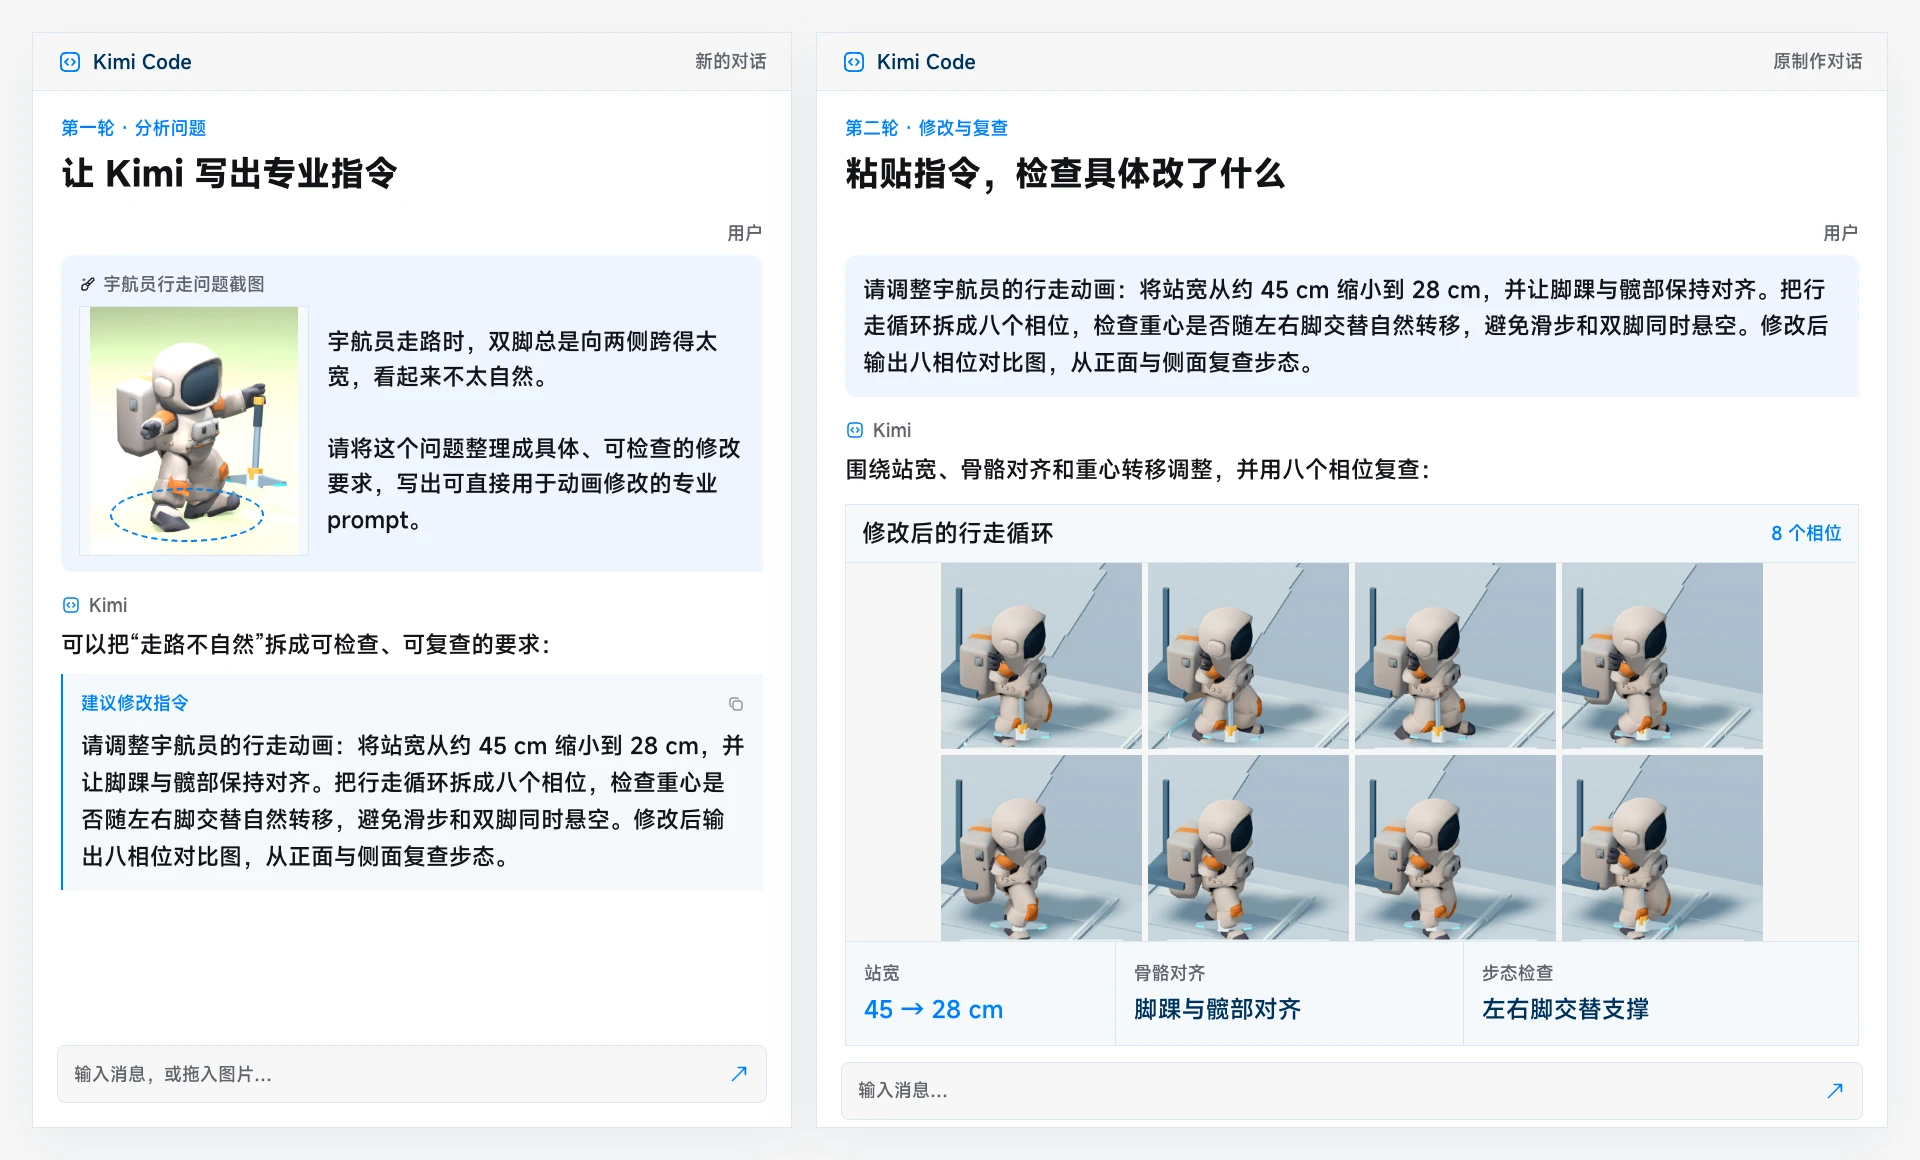 Kimi Code
新的对话
第一轮 · 分析问题
让 Kimi 写出专业指令
用户
宇航员行走问题截图
宇航员走路时，双脚总是向两侧跨得太
宽，看起来不太自然。
请将这个问题整理成具体、可检查的修改
要求，写出可直接用于动画修改的专业
prompt。
Kimi
可以把“走路不自然”拆成可检查、可复查的要求：
建议修改指令
请调整宇航员的行走动画：将站宽从约 45 cm 缩小到 28 cm，并
让脚踝与髋部保持对齐。把行走循环拆成八个相位，检查重心是
否随左右脚交替自然转移，避免滑步和双脚同时悬空。修改后输
出八相位对比图，从正面与侧面复查步态。
输入消息，或拖入图片...
Kimi Code
原制作对话
第二轮 · 修改与复查
粘贴指令，检查具体改了什么
用户
请调整宇航员的行走动画：将站宽从约 45 cm 缩小到 28 cm，并让脚踝与髋部保持对齐。把行
走循环拆成八个相位，检查重心是否随左右脚交替自然转移，避免滑步和双脚同时悬空。修改后
输出八相位对比图，从正面与侧面复查步态。
Kimi
围绕站宽、骨骼对齐和重心转移调整，并用八个相位复查：
修改后的行走循环
8 个相位
站宽
45 → 28 cm
骨骼对齐
脚踝与髋部对齐
步态检查
左右脚交替支撑
输入消息...